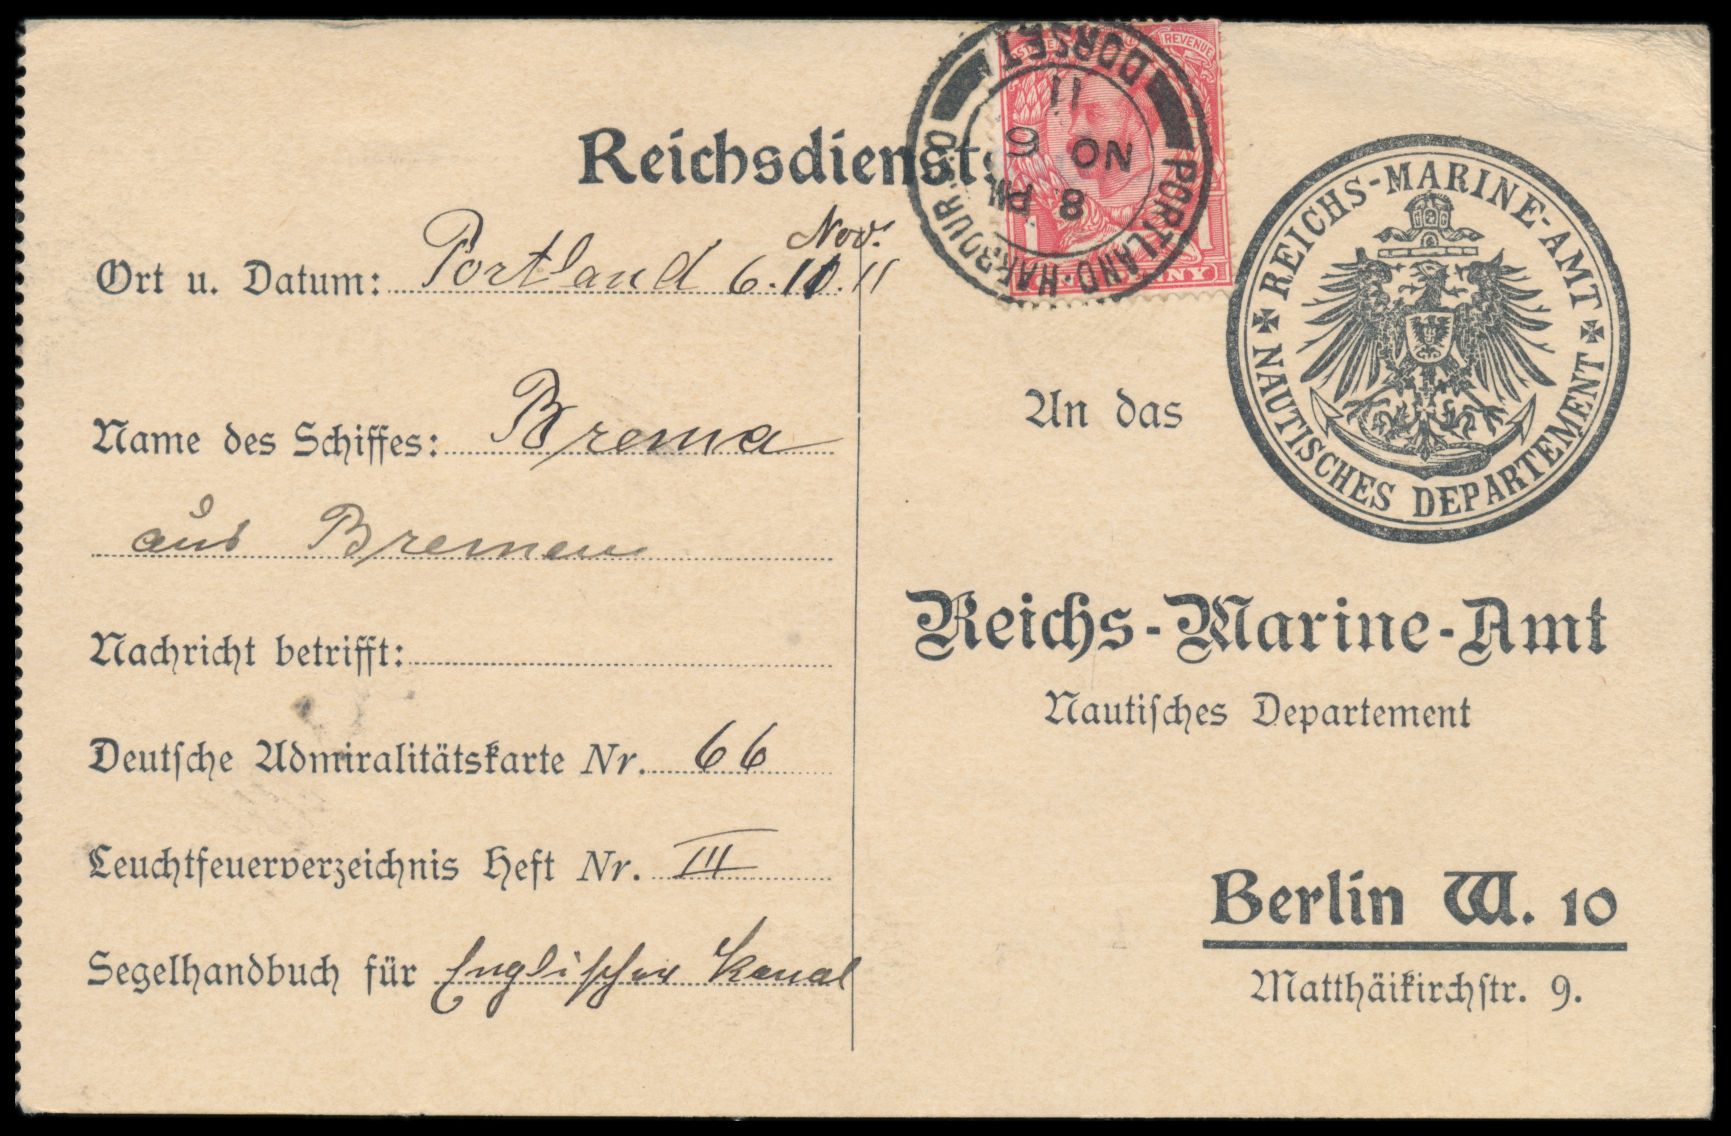 Reichsdienst
PORTLAND·HARBOUR.
DORSET
8 PM
NO 6
11
REVENUE
Ort u. Datum: Portland 6. Nov. 11
Name des Schiffes: Brema
aus Bremen
Nachricht betrifft:
Deutsche Admiralitätskarte Nr. 66
Leuchtfeuerverzeichnis Heft Nr. III
Segelhandbuch für Englischer Kanal
REICHS-MARINE-AMT
NAUTISCHES DEPARTEMENT
An das
Reichs-Marine-Amt
Nautisches Departement
Berlin W. 10
Matthäikirchstr. 9.